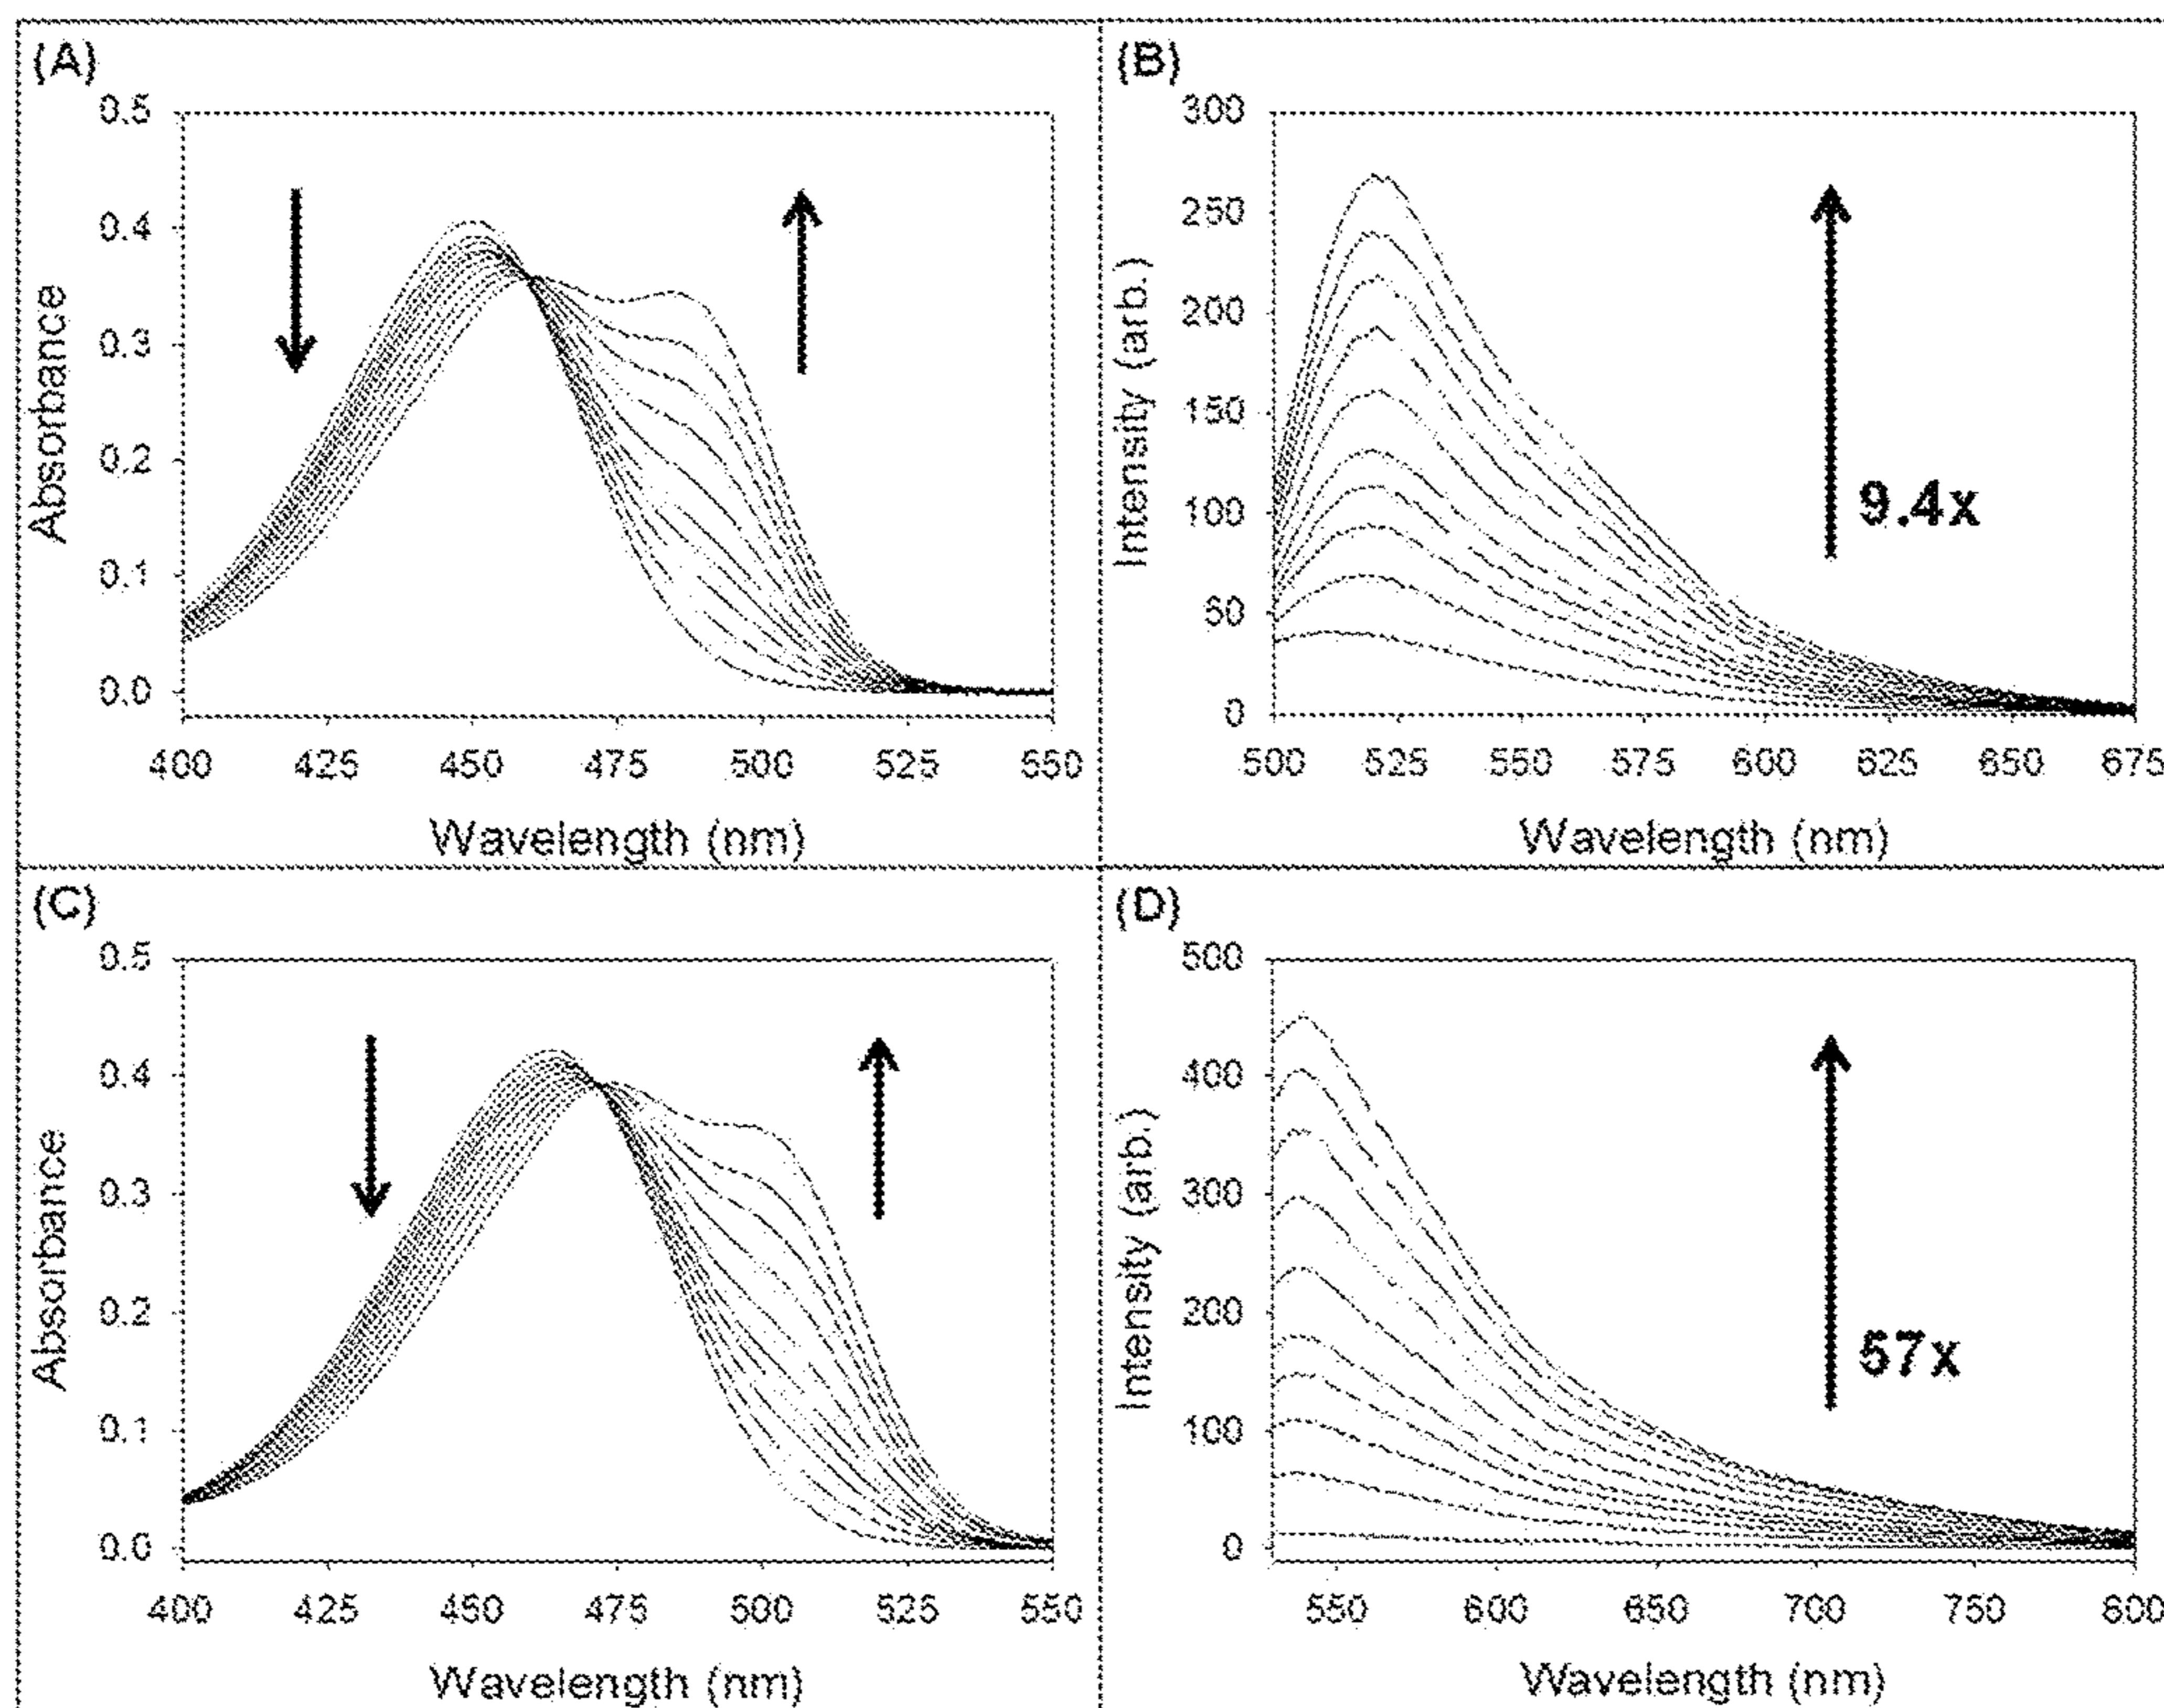 (A)
0.5
0.4
0.3
0.2
0.1
0.0
Absorbance
400 425 450 475 500 525 550
Wavelength (nm)
(B)
300
250
200
150
100
50
0
Intensity (arb.)
9.4x
500 525 550 575 600 625 650 675
Wavelength (nm)
(C)
0.5
0.4
0.3
0.2
0.1
0.0
Absorbance
400 425 450 475 500 525 550
Wavelength (nm)
(D)
500
400
300
200
100
0
Intensity (arb.)
57x
550 600 650 700 750 800
Wavelength (nm)